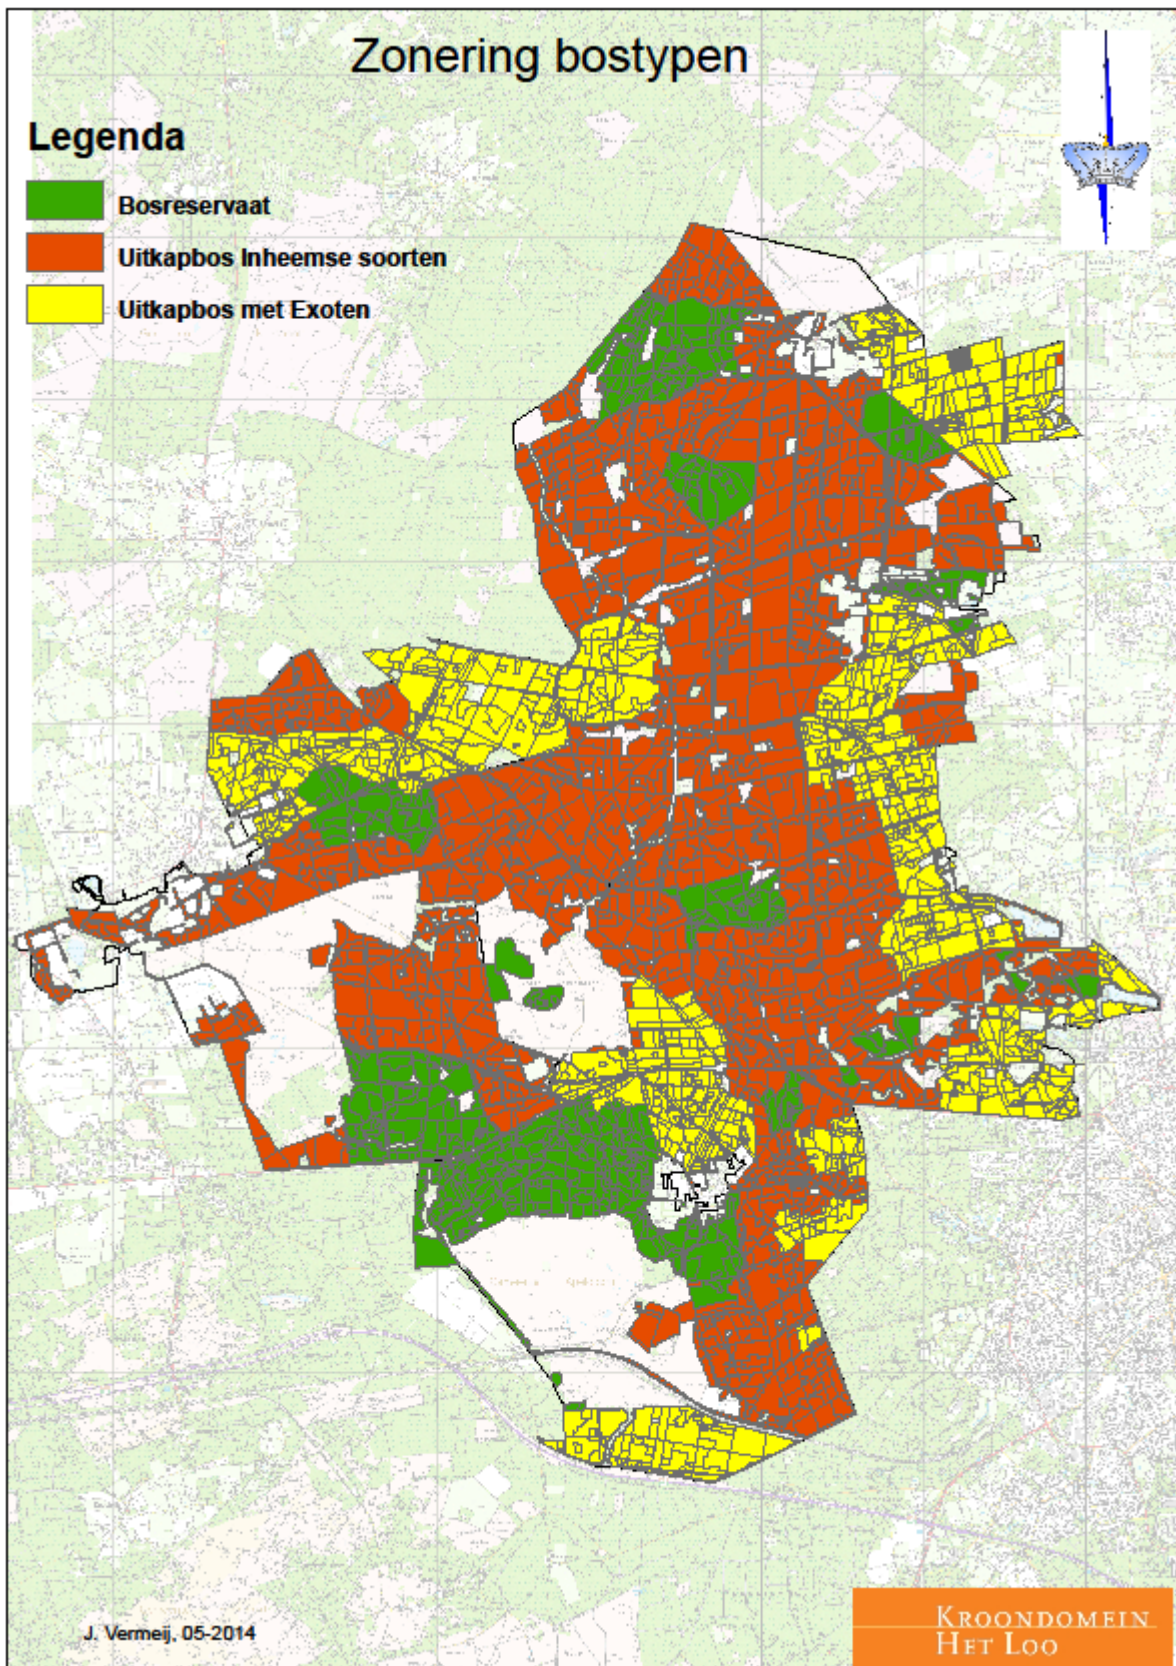 Zonering bostypen
Legenda
Bosreservaat
Uitkapbos Inheemse soorten
Uitkapbos met Exoten
J. Vermeij, 05-2014
KROONDOMEIN
HET LOO